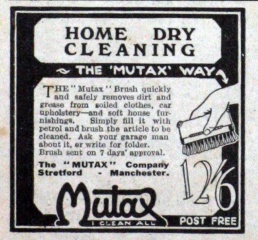 HOME DRY
CLEANING
THE 'MUTAX' WAY
THE "Mutax" Brush quickly
and safely removes dirt and
grease from soiled clothes, car
upholstery—and soft house fur-
nishings. Simply fill it with
petrol and brush the article to be
cleaned. Ask your garage man
about it, or write for folder.
Brush sent on 7 days' approval.
The "MUTAX" Company
Stretford - Manchester.
12/6
Mutax
I CLEAN ALL
POST FREE